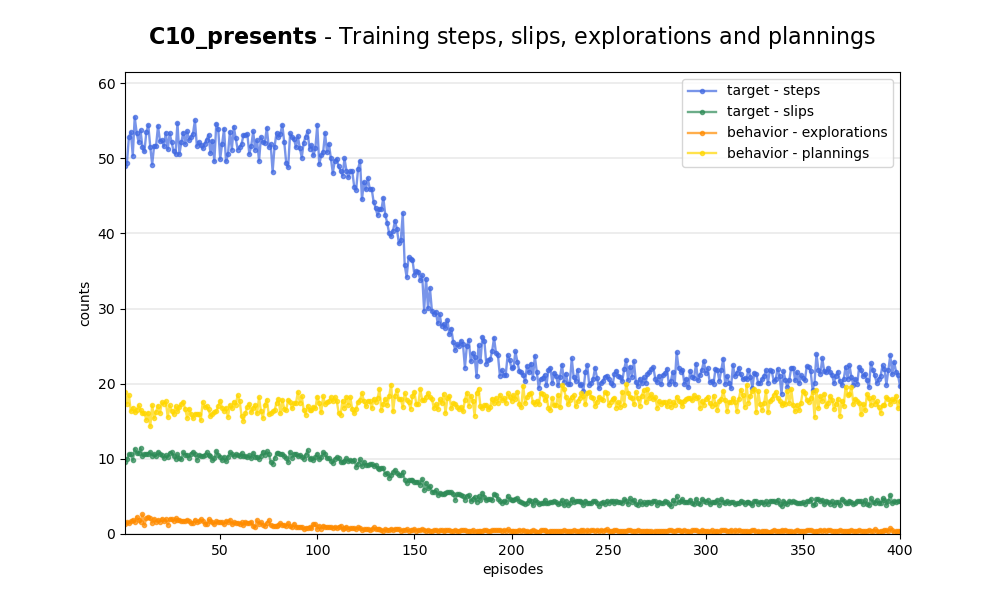 C10_presents - Training steps, slips, explorations and plannings
60
50
40
30
20
10
0
counts
target - steps
target - slips
behavior - explorations
behavior - plannings
50 100 150 200 250 300 350 400
episodes